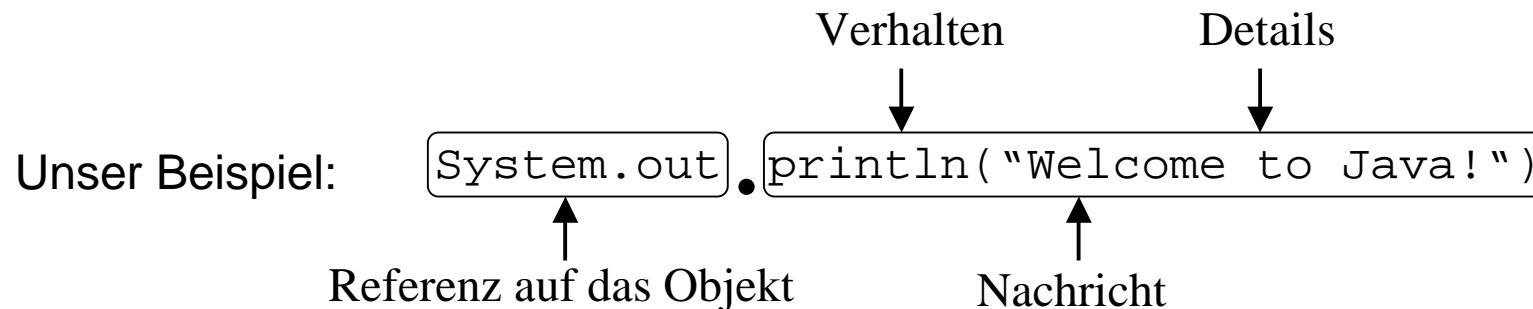 Verhalten Details
Unser Beispiel: System.out.println(“Welcome to Java!“)
Referenz auf das Objekt Nachricht